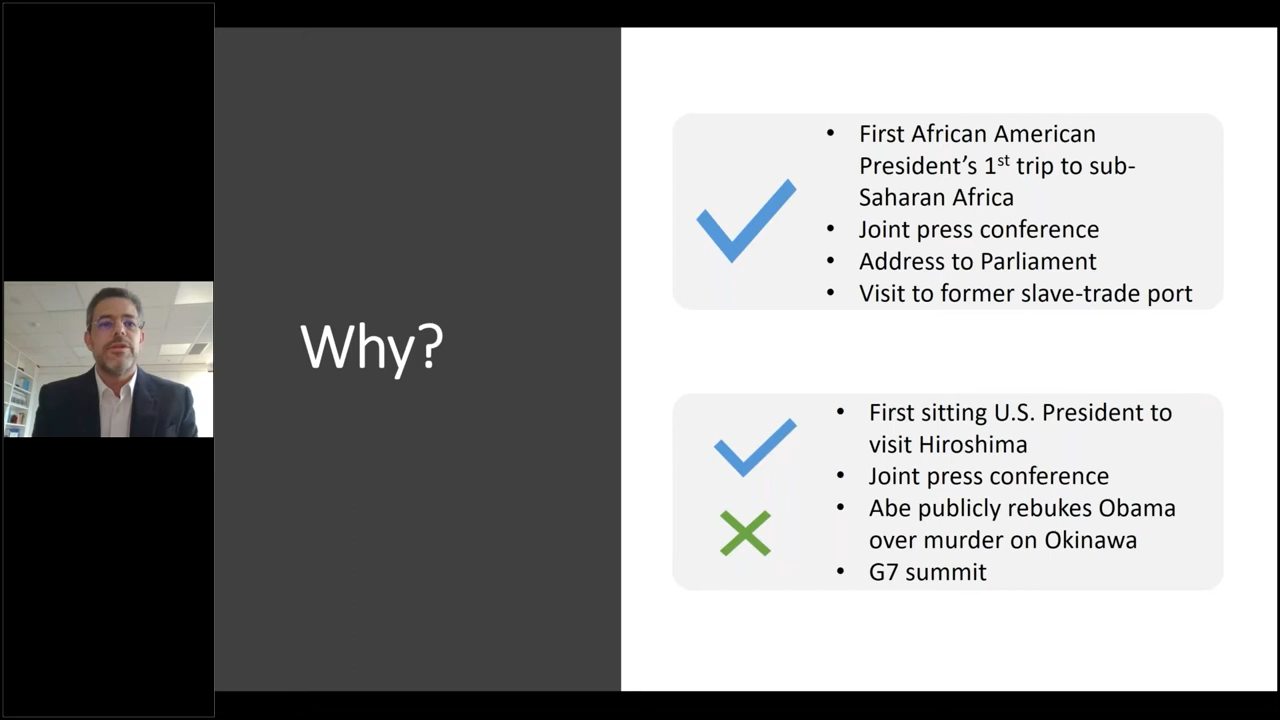 Why?
• First African American
President’s 1st trip to sub-
Saharan Africa
• Joint press conference
• Address to Parliament
• Visit to former slave-trade port
• First sitting U.S. President to
visit Hiroshima
• Joint press conference
• Abe publicly rebukes Obama
over murder on Okinawa
• G7 summit